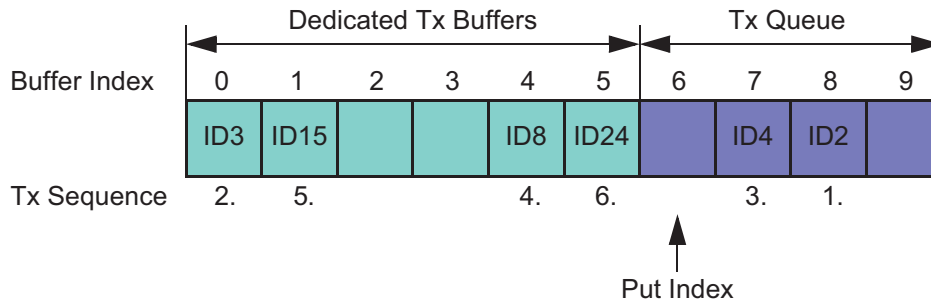 Dedicated Tx Buffers Tx Queue
Buffer Index 0 1 2 3 4 5 6 7 8 9
ID3 ID15 ID8 ID24 ID4 ID2
Tx Sequence 2. 5. 4. 6. 3. 1.
Put Index